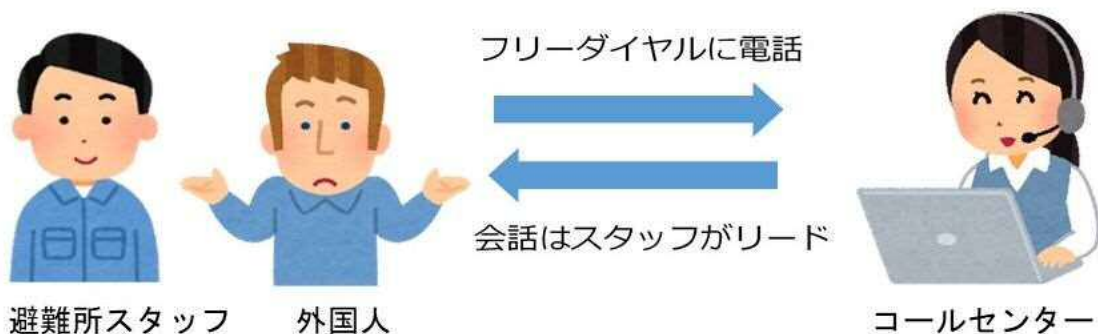 フリーダイヤルに電話
会話はスタッフがリード
避難所スタッフ
外国人
コールセンター